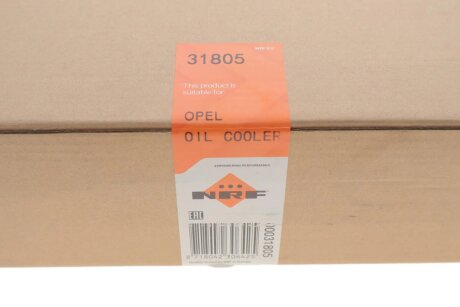 31805
This product is
suitable for:
OPEL
OIL COOLER
NRF
EAC
00031805